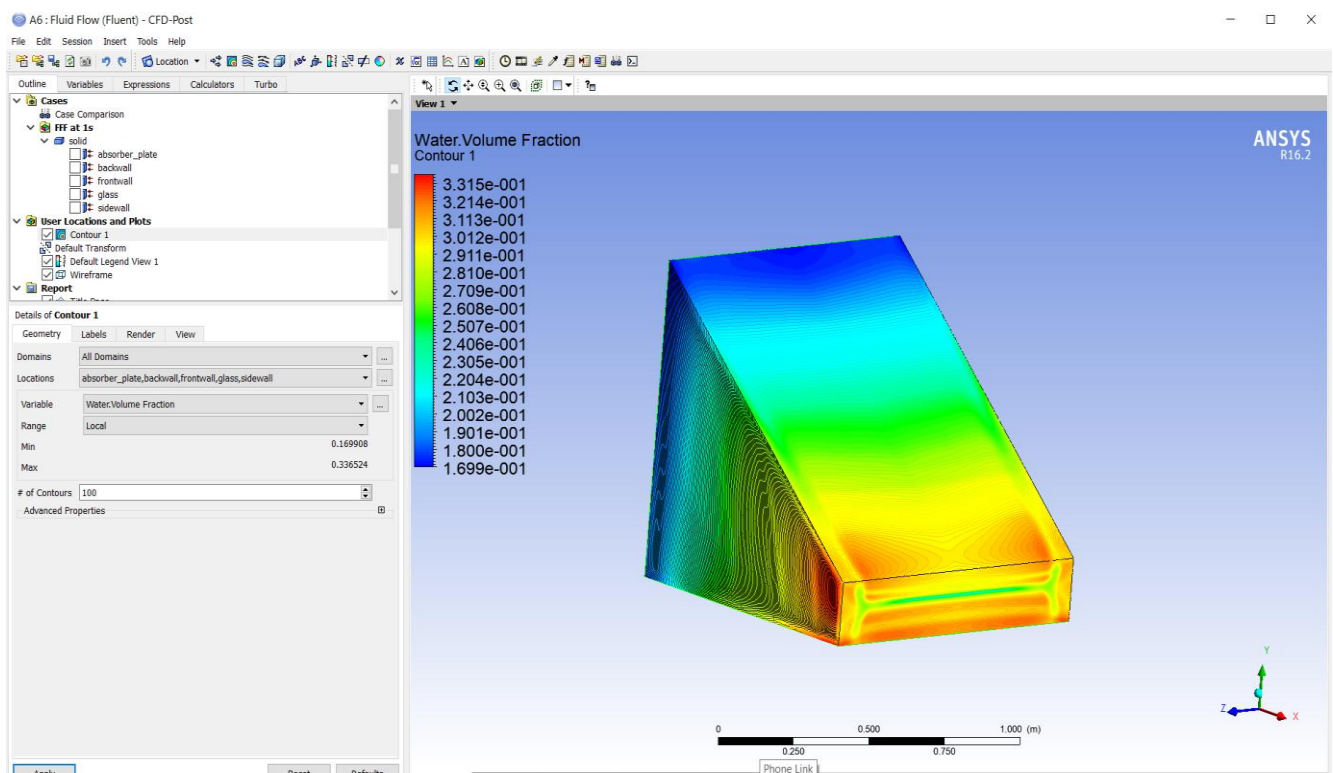 A6 : Fluid Flow (Fluent) - CFD-Post
File Edit Session Insert Tools Help
Location
Outline Variables Expressions Calculators Turbo
Cases
Case Comparison
FFF at 1s
solid
absorber_plate
backwall
frontwall
glass
sidewall
User Locations and Plots
Contour 1
Default Transform
Default Legend View 1
Wireframe
Report
Details of Contour 1
Geometry Labels Render View
Domains All Domains ...
Locations absorber_plate,backwall,frontwall,glass,sidewall ...
Variable Water.Volume Fraction ...
Range Local
Min 0.169908
Max 0.336524
# of Contours 100
Advanced Properties
View 1
Water.Volume Fraction
Contour 1
3.315e-001
3.214e-001
3.113e-001
3.012e-001
2.911e-001
2.810e-001
2.709e-001
2.608e-001
2.507e-001
2.406e-001
2.305e-001
2.204e-001
2.103e-001
2.002e-001
1.901e-001
1.800e-001
1.699e-001
ANSYS
R16.2
Y
Z
X
0 0.500 1.000 (m)
0.250 0.750
Phone Link